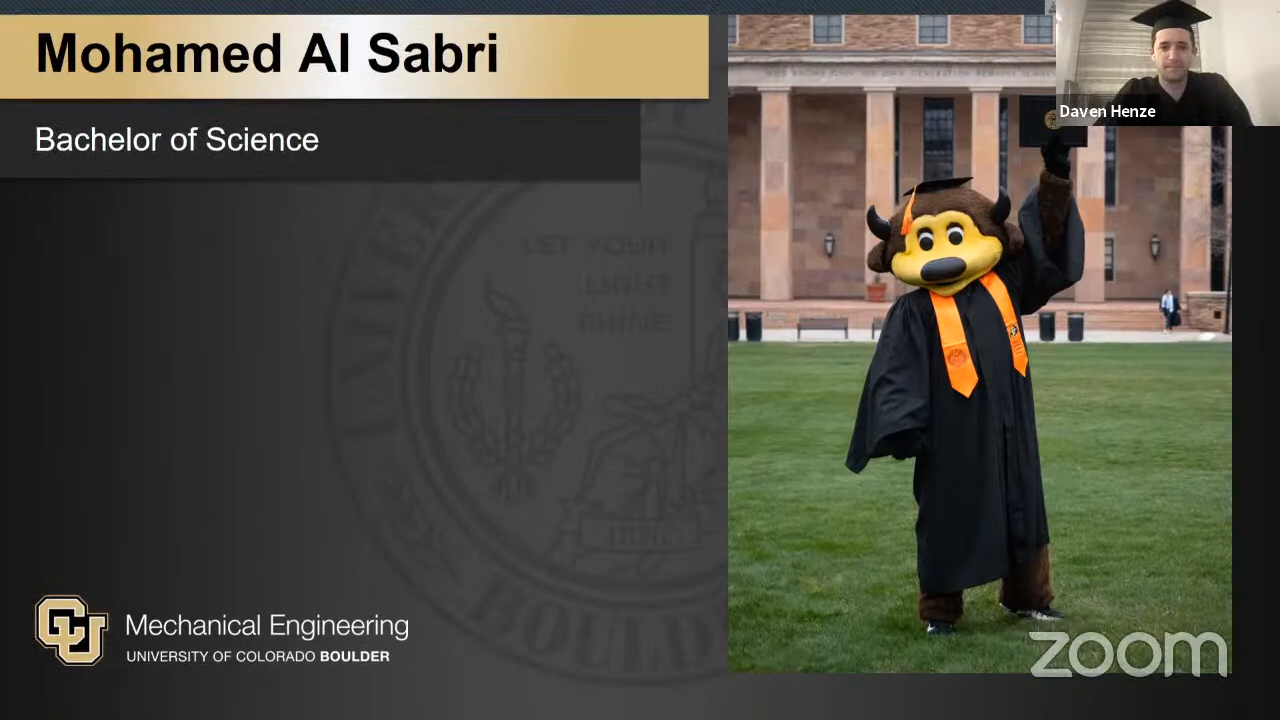 Mohamed Al Sabri
Bachelor of Science
Daven Henze
LET YOUR
LIGHT
SHINE
CU
Mechanical Engineering
UNIVERSITY OF COLORADO BOULDER
zoom